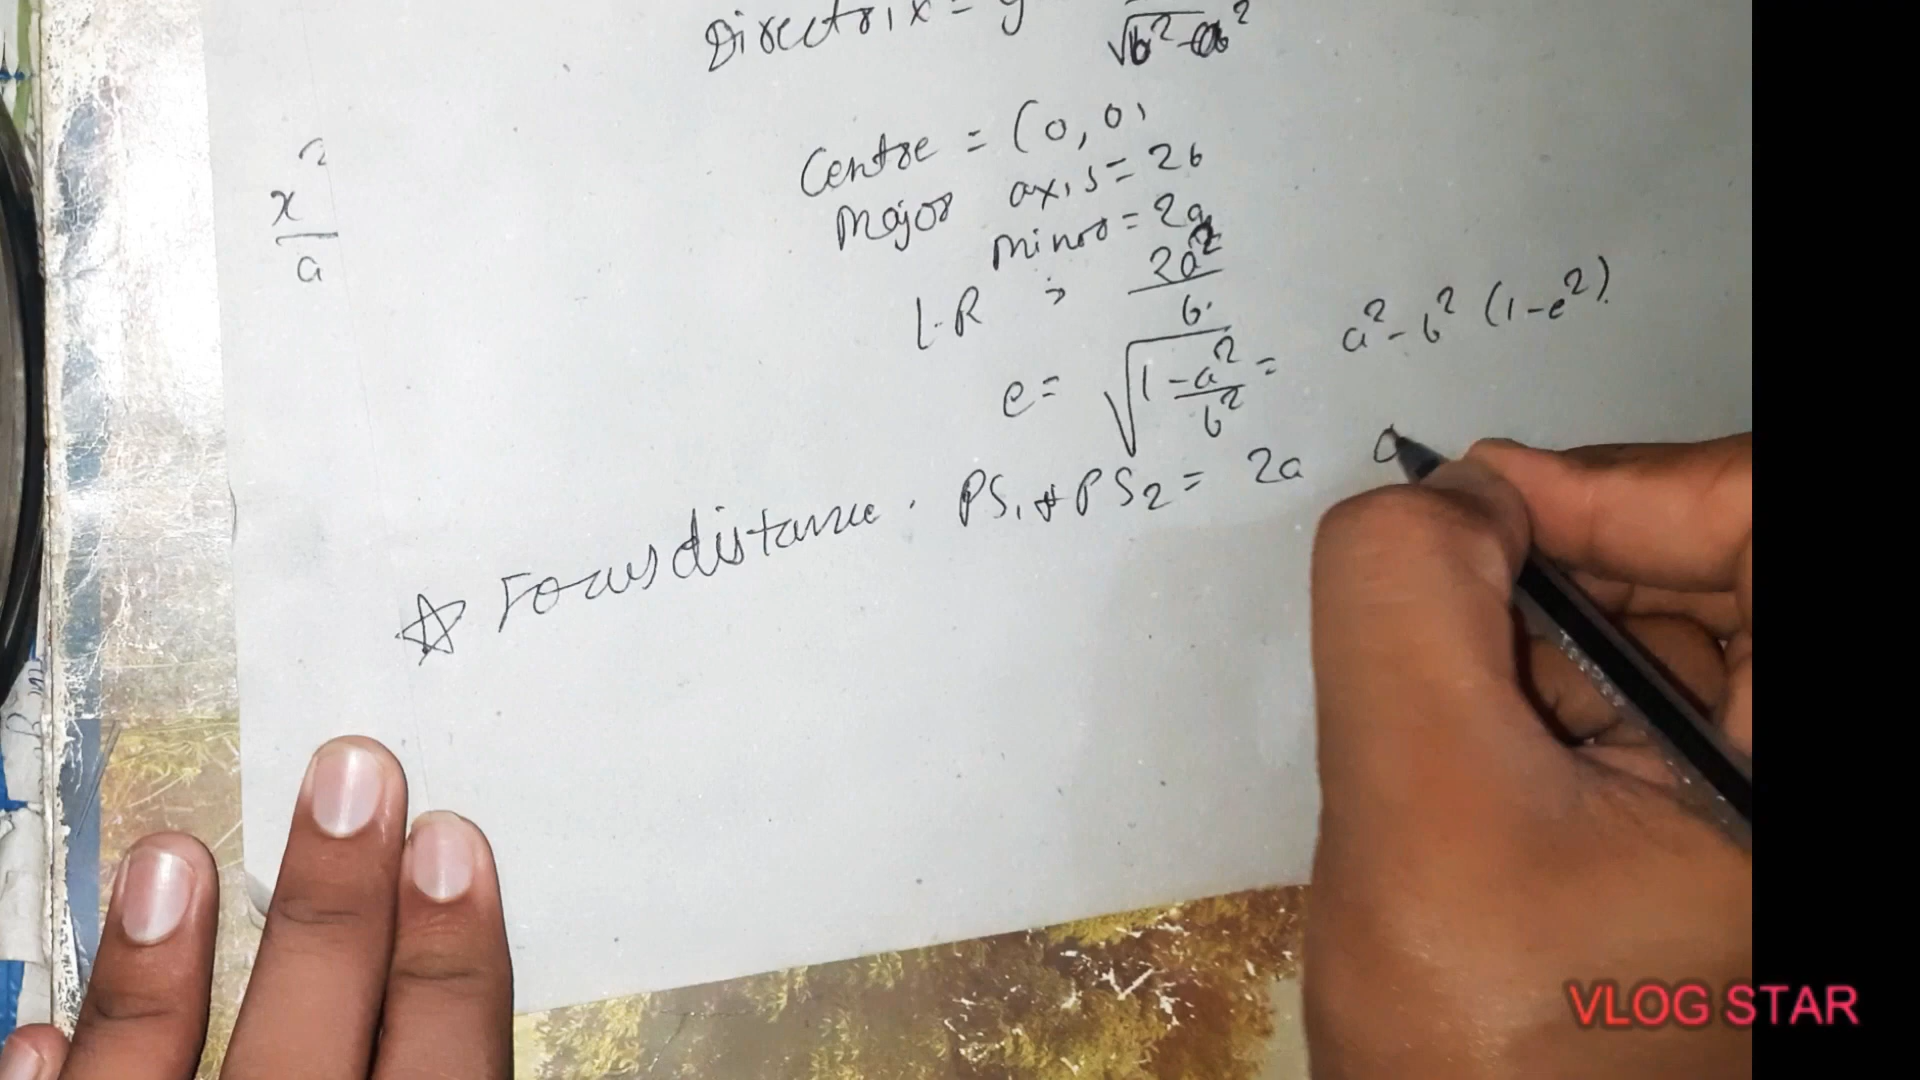 Directrix = y
√b²-a²
Centre = (0, 0)
Major axis = 2b
minor = 2a
L.R = 2a²/b.
e = √1-a²/b² = a²-b² (1-e²).
x²/a
☆ Focus distance . PS₁+PS₂ = 2a
VLOG STAR